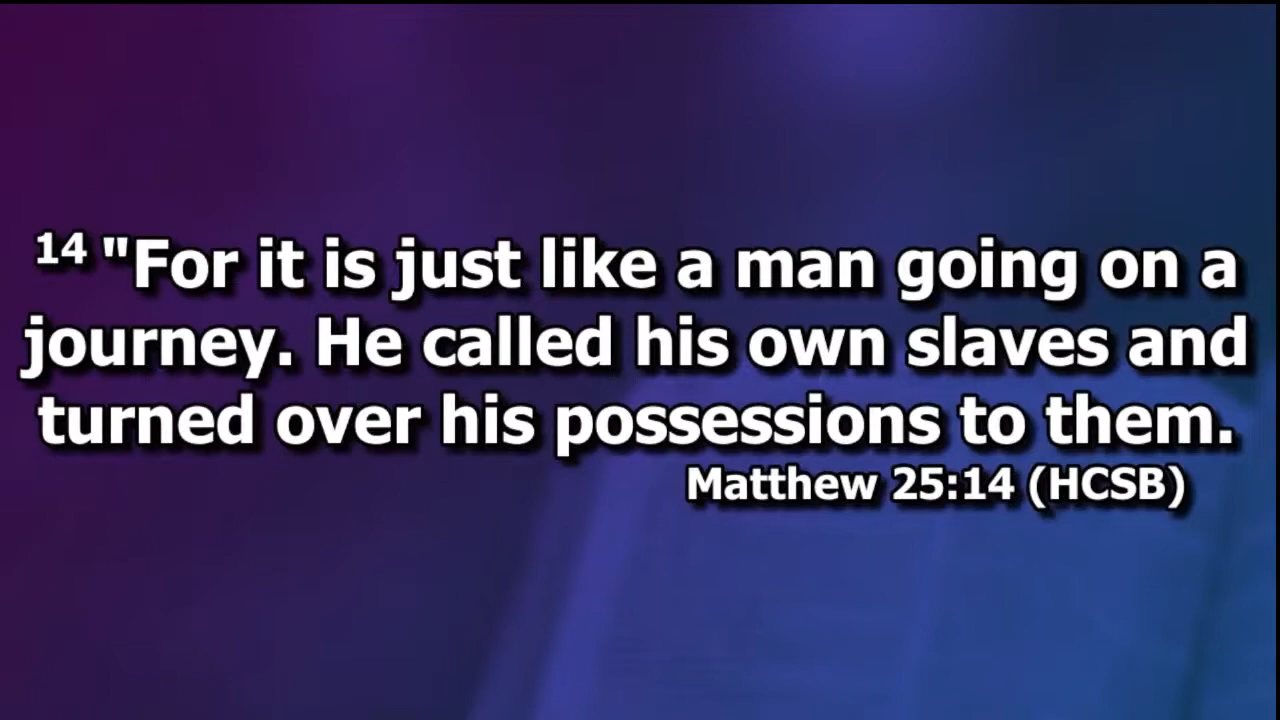 14 "For it is just like a man going on a
journey. He called his own slaves and
turned over his possessions to them.
Matthew 25:14 (HCSB)